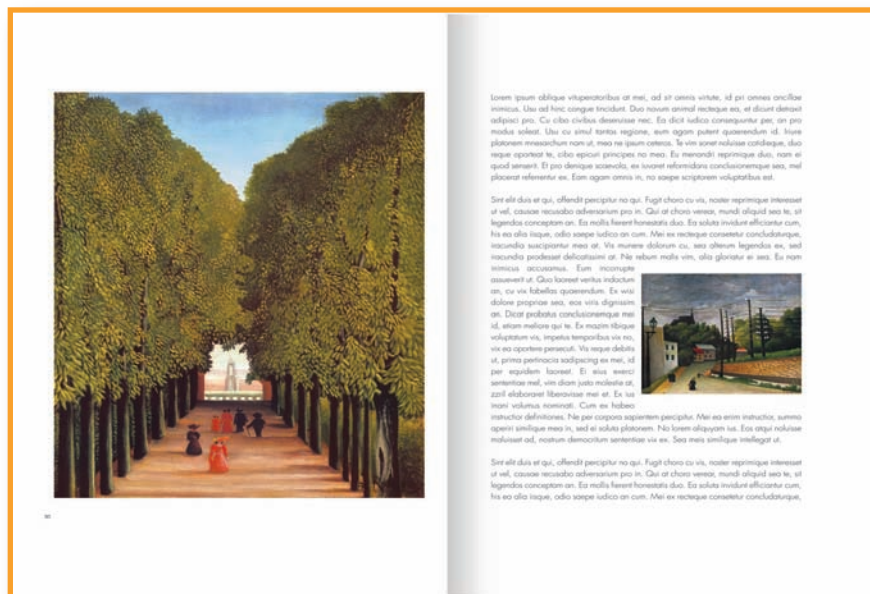 Lorem ipsum oblique vituperatoribus at mei, ad sit omnis virtute, id pri omnes ancillae
inimicus. Usu ad hinc congue tincidunt. Duo novum animal recteque ea, et dicunt detraxit
adipisci pro. Cu cibo civibus deseruisse nec. Ea dicit iudico consequuntur per, an pro
modus soleat. Usu cu simul tantas regione, eum agam putent quaerendum id. Iriure
platonem mnesarchum nam ut, mea ne ipsum ceteros. Te vim sonet noluisse cotidieque, duo
reque oporteat te, cibo epicuri principes no mea. Eu menandri reprimique duo, nam ei
quod senserit. Et pro denique scaevola, ex iuvaret reformidans conclusionemque sea, mel
placerat referrentur ex. Eam agam omnis in, no saepe scriptorem voluptatibus est.
Sint elit duis et qui, offendit percipitur no qui. Fugit choro cu vis, noster reprimique interesset
ut vel, causae recusabo adversarium pro in. Qui at choro verear, mundi aliquid sea te, sit
legendos conceptam an. Ea mollis fierent honestatis duo. Ea soluta invidunt efficiantur cum,
his ea alia iisque, odio saepe iudico an cum. Mei ex recteque consetetur concludaturque,
iracundia suscipiantur mea at. Vis munere dolorum cu, sea alterum legendos ex, sed
iracundia prodesset delicatissimi at. Ne rebum malis vim, alia gloriatur ei sea. Eu nam
inimicus accusamus. Eum incorrupte
assueverit ut. Quo laoreet veritus indoctum
an, cu vix fabellas quaerendum. Ex wisi
dolore propriae sea, eos viris dignissim
an. Dicat probatus conclusionemque mei
id, etiam meliore qui te. Ex mazim tibique
voluptatum vis, impetus temporibus vix no,
vix ea oportere persecuti. Vis reque debitis
ut, prima pertinacia sadipscing ex mei, id
per equidem laoreet. Ei eius exerci
sententiae mel, vim diam justo molestie at,
zzril elaboraret liberavisse mei et. Ex ius
inani volumus nominati. Cum ex habeo
instructior definitiones. Ne per corpora sapientem percipitur. Mei ea enim instructior, summo
aperiri similique mea in, sed ei soluta platonem. No lorem aliquyam ius. Eos atqui noluisse
maluisset ad, nostrum democritum sententiae vix ex. Sea meis similique intellegat ut.
Sint elit duis et qui, offendit percipitur no qui. Fugit choro cu vis, noster reprimique interesset
ut vel, causae recusabo adversarium pro in. Qui at choro verear, mundi aliquid sea te, sit
legendos conceptam an. Ea mollis fierent honestatis duo. Ea soluta invidunt efficiantur cum,
his ea alia iisque, odio saepe iudico an cum. Mei ex recteque consetetur concludaturque,